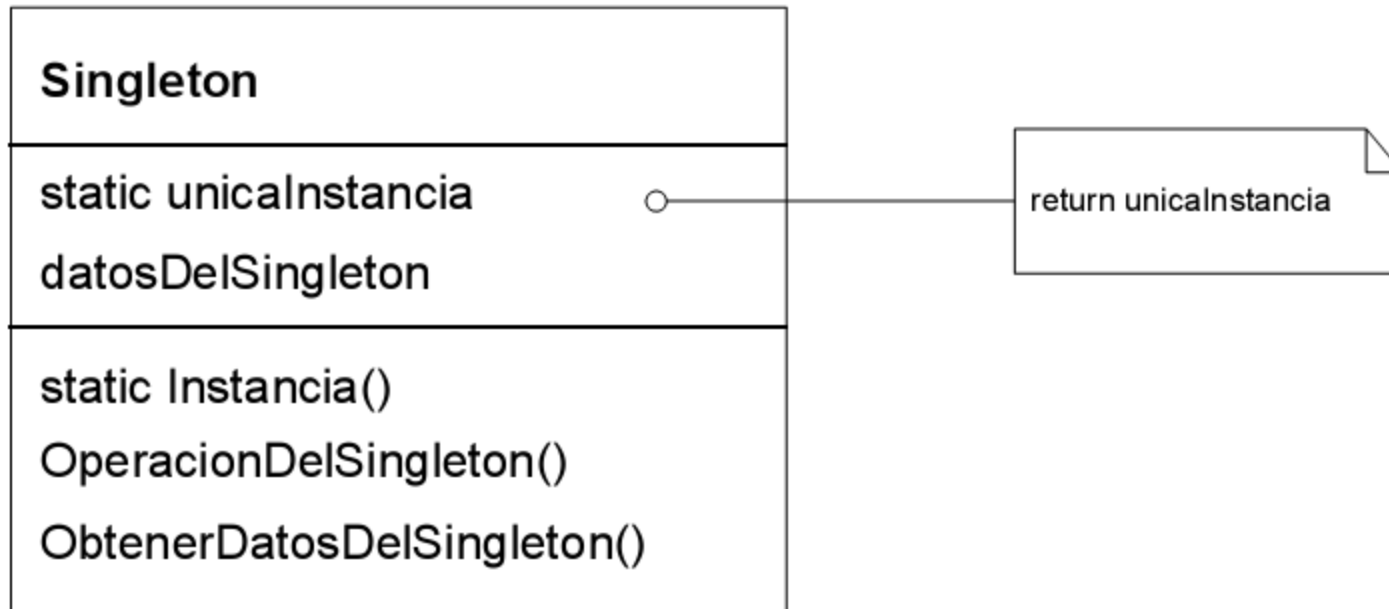 Singleton
static unicaInstancia
datosDelSingleton
return unicaInstancia
static Instancia()
OperacionDelSingleton()
ObtenerDatosDelSingleton()